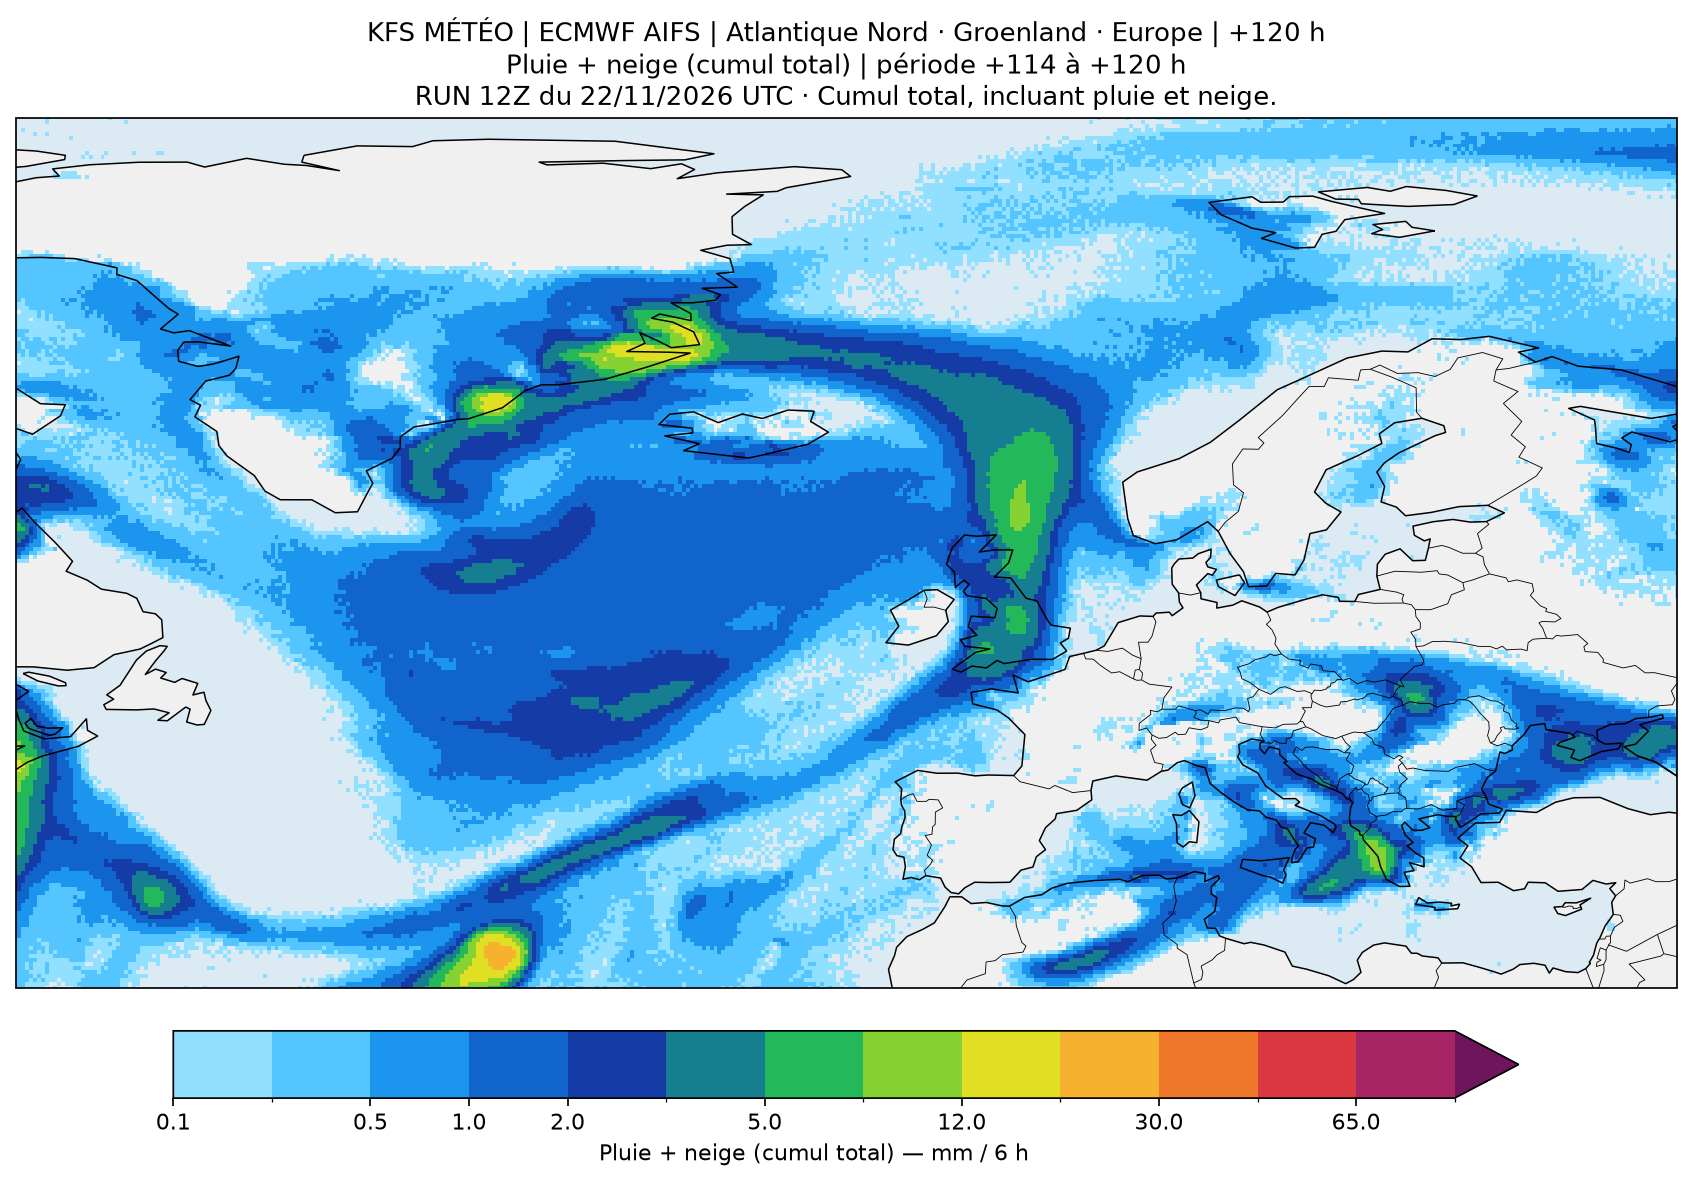 KFS MÉTÉO | ECMWF AIFS | Atlantique Nord · Groenland · Europe | +120 h
Pluie + neige (cumul total) | période +114 à +120 h
RUN 12Z du 22/11/2026 UTC · Cumul total, incluant pluie et neige.
0.1 0.5 1.0 2.0 5.0 12.0 30.0 65.0
Pluie + neige (cumul total) — mm / 6 h